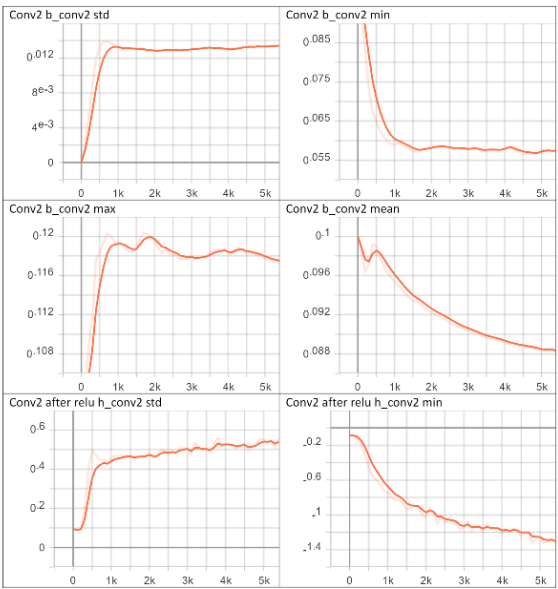 Conv2 b_conv2 std
0.012
8e-3
4e-3
0
0 1k 2k 3k 4k 5k
Conv2 b_conv2 min
0.085
0.075
0.065
0.055
0 1k 2k 3k 4k 5k
Conv2 b_conv2 max
0.12
0.116
0.112
0.108
0 1k 2k 3k 4k 5k
Conv2 b_conv2 mean
0.1
0.096
0.092
0.088
0 1k 2k 3k 4k 5k
Conv2 after relu h_conv2 std
0.6
0.4
0.2
0
0 1k 2k 3k 4k 5k
Conv2 after relu h_conv2 min
-0.2
-0.6
-1
-1.4
0 1k 2k 3k 4k 5k